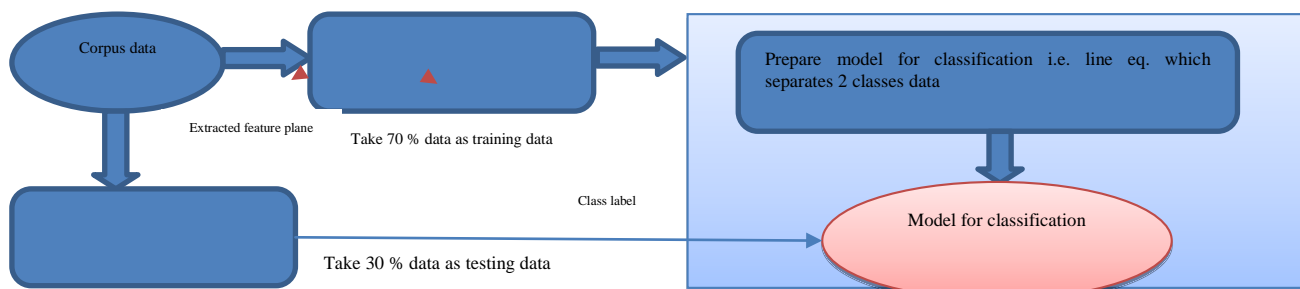 Corpus data
Prepare model for classification i.e. line eq. which
separates 2 classes data
Extracted feature plane
Take 70 % data as training data
Class label
Model for classification
Take 30 % data as testing data